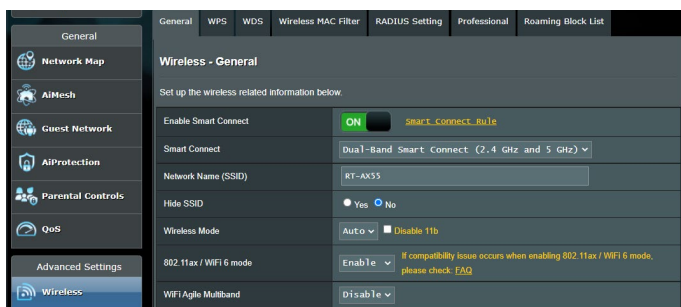 General WPS WDS Wireless MAC Filter RADIUS Setting Professional Roaming Block List
General
Network Map
AiMesh
Guest Network
AiProtection
Parental Controls
QoS
Advanced Settings
Wireless
Wireless - General
Set up the wireless related information below.
Enable Smart Connect ON Smart Connect Rule
Smart Connect Dual-Band Smart Connect (2.4 GHz and 5 GHz)
Network Name (SSID) RT-AX55
Hide SSID Yes No
Wireless Mode Auto Disable 11b
802.11ax / WiFi 6 mode Enable If compatibility issue occurs when enabling 802.11ax / WiFi 6 mode,
please check: FAQ
WiFi Agile Multiband Disable